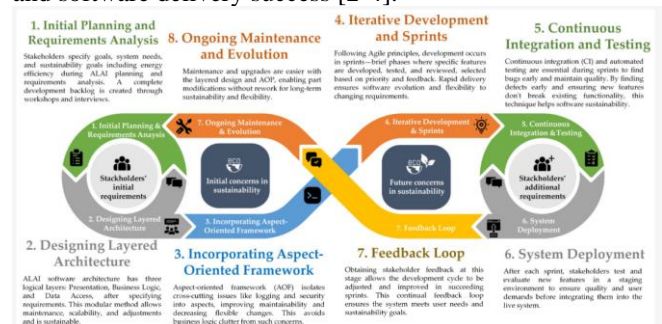 and software delivery success [2-4].
1. Initial Planning and
Requirements Analysis
Stakeholders specify goals, system needs,
and sustainability goals including energy
efficiency during ALAI planning and
requirements analysis. A complete
development backlog is created through
workshops and interviews.
8. Ongoing Maintenance
and Evolution
Maintenance and upgrades are easier with
the layered design and AOP, enabling part
modifications without rework for long-term
sustainability and flexibility.
4. Iterative Development
and Sprints
Following Agile principles, development occurs
in sprints—brief phases where specific features
are developed, tested, and reviewed, selected
based on priority and feedback. Rapid delivery
ensures software evolution and flexibility to
changing requirements.
5. Continuous
Integration and Testing
Continuous integration (CI) and automated
testing are essential during sprints to find
bugs early and maintain quality. By finding
defects early and ensuring new features
don't break existing functionality, this
technique helps software sustainability.
1. Initial Planning &
Requirements Anaysis
Stackholders'
initial
requirements
2. Designing Layered
Architecture
7. Ongoing Maintenance
& Evolution
eco
Initial concerns in
sustainability
3. Incorporating Aspect-
Oriented Framework
4. Iterative Development
& Sprints
eco
Future concerns
in sustainability
7. Feedback Loop
5. Continuous
Integration &Testing
Stackholders'
additional
requirements
6. System
Deployment
2. Designing Layered
Architecture
ALAI software architecture has three
logical layers: Presentation, Business Logic,
and Data Access, after specifying
requirements. This modular method allows
maintenance, scalability, and adjustments
and is sustainable.
3. Incorporating Aspect-
Oriented Framework
Aspect-oriented framework (AOF) isolates
cross-cutting issues like logging and security
into aspects, improving maintainability and
decreasing flexible changes. This avoids
business logic clutter from such concerns.
7. Feedback Loop
Obtaining stakeholder feedback at this
stage allows the development cycle to be
adjusted and improved in succeeding
sprints. This continual feedback loop
ensures the system meets user needs and
sustainability goals.
6. System Deployment
After each sprint, stakeholders test and
evaluate new features in a staging
environment to ensure quality and user
demands before integrating them into the
live system.